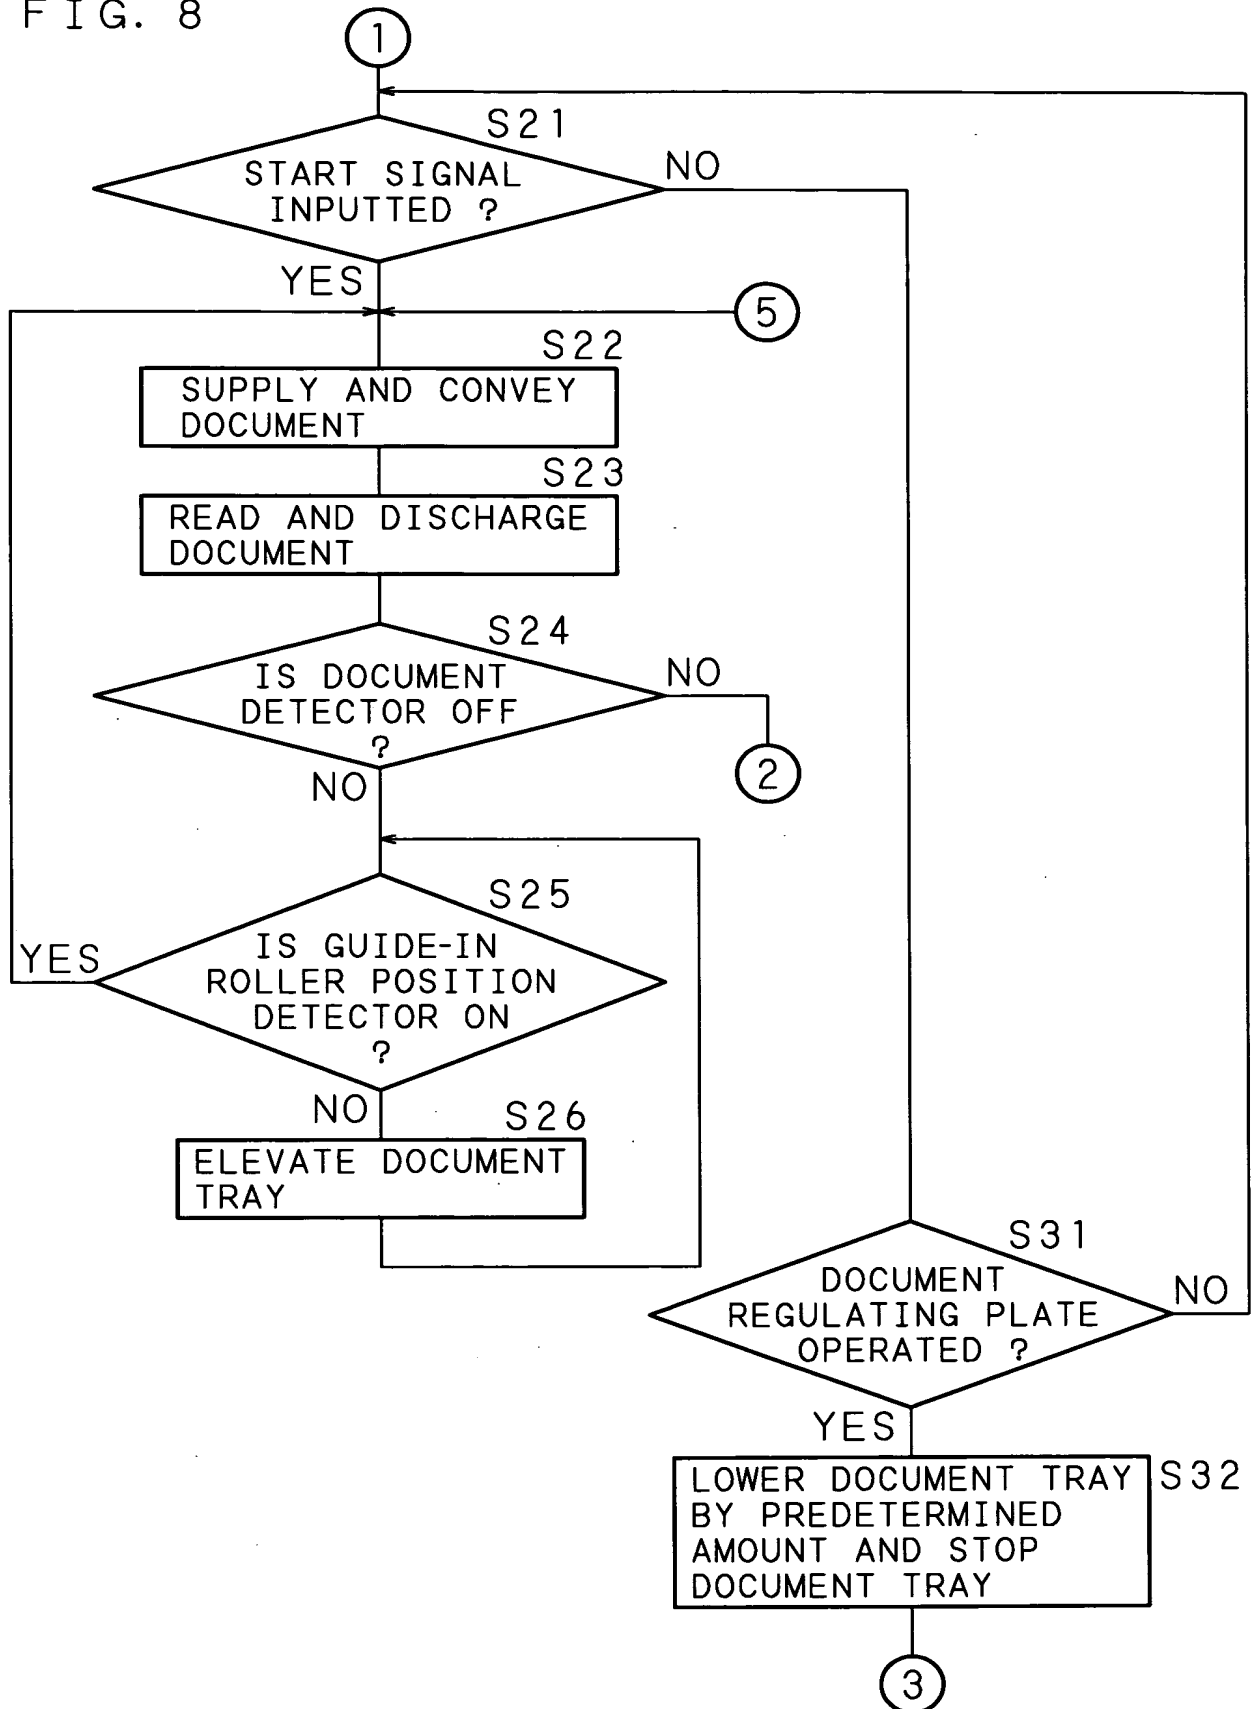 FIG. 8
1
S21
START SIGNAL
INPUTTED ?
NO
YES
5
S22
SUPPLY AND CONVEY
DOCUMENT
S23
READ AND DISCHARGE
DOCUMENT
S24
IS DOCUMENT
DETECTOR OFF
?
NO
2
NO
S25
IS GUIDE-IN
ROLLER POSITION
DETECTOR ON
?
YES
NO
S26
ELEVATE DOCUMENT
TRAY
S31
DOCUMENT
REGULATING PLATE
OPERATED ?
NO
YES
S32
LOWER DOCUMENT TRAY
BY PREDETERMINED
AMOUNT AND STOP
DOCUMENT TRAY
3